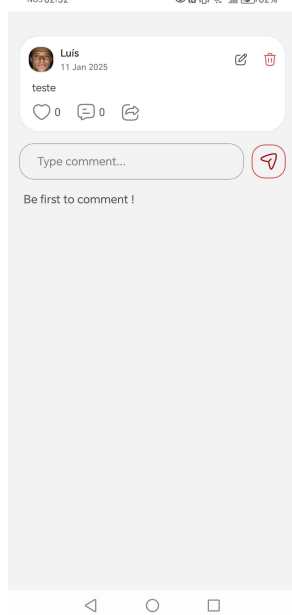 Luís
11 Jan 2025
teste
0 0
Type comment...
Be first to comment !